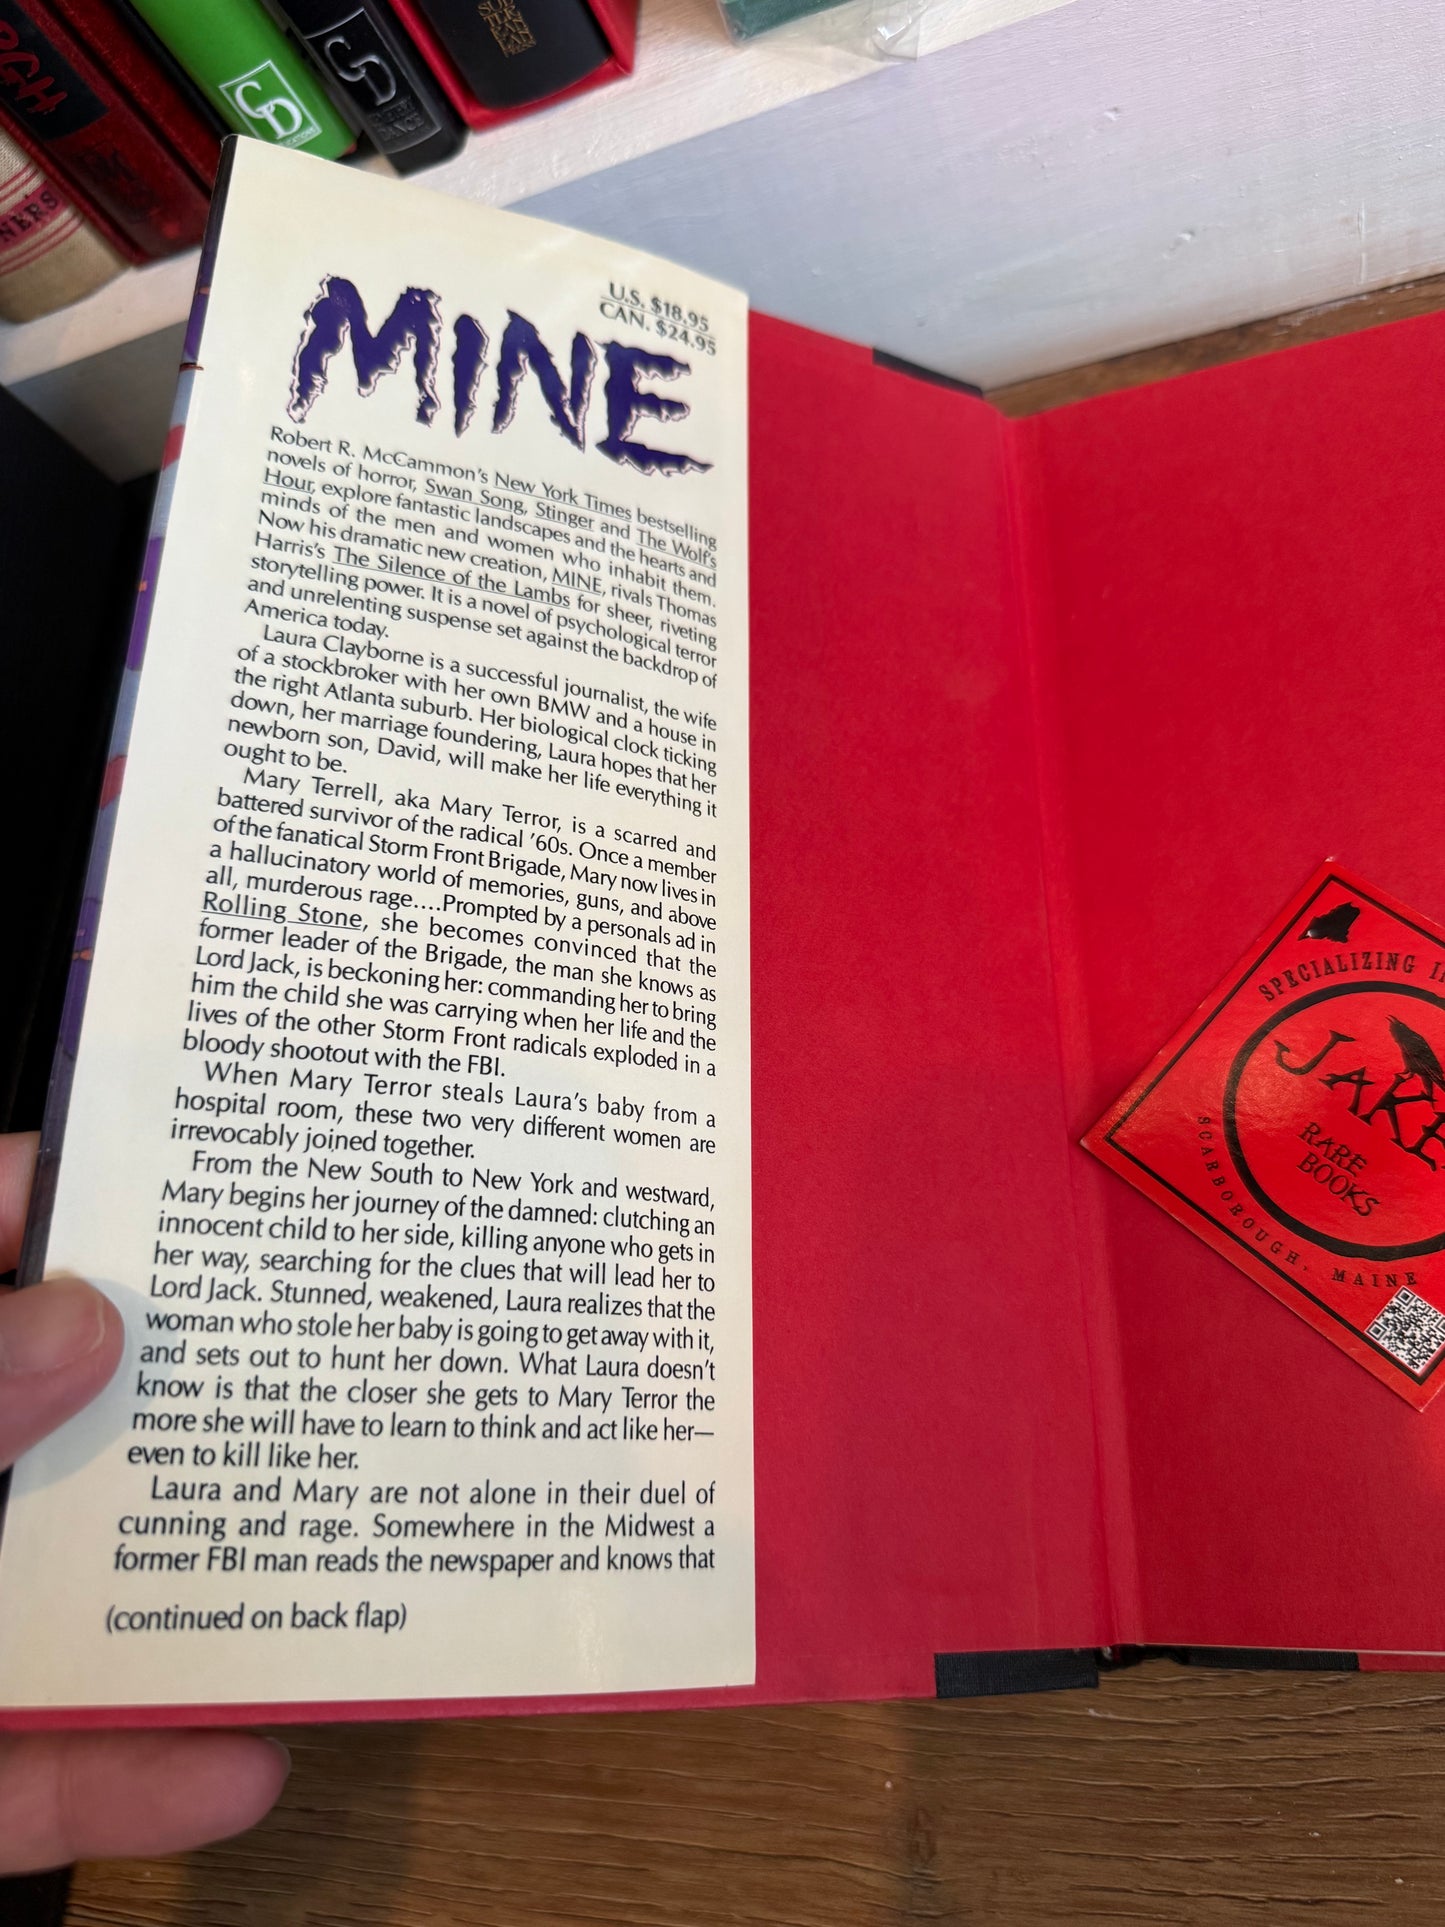 CD
CD
NERS
U.S. $18.95
CAN. $24.95
MINE
Robert R. McCammon's New York Times bestselling
novels of horror, Swan Song, Stinger and The Wolf's
Hour, explore fantastic landscapes and the hearts and
minds of the men and women who inhabit them.
Now his dramatic new creation, MINE, rivals Thomas
Harris's The Silence of the Lambs for sheer, riveting
storytelling power. It is a novel of psychological terror
and unrelenting suspense set against the backdrop of
America today.
Laura Clayborne is a successful journalist, the wife
of a stockbroker with her own BMW and a house in
the right Atlanta suburb. Her biological clock ticking
down, her marriage foundering, Laura hopes that her
newborn son, David, will make her life everything it
ought to be.
Mary Terrell, aka Mary Terror, is a scarred and
battered survivor of the radical '60s. Once a member
of the fanatical Storm Front Brigade, Mary now lives in
a hallucinatory world of memories, guns, and above
all, murderous rage....Prompted by a personals ad in
Rolling Stone, she becomes convinced that the
former leader of the Brigade, the man she knows as
Lord Jack, is beckoning her: commanding her to bring
him the child she was carrying when her life and the
lives of the other Storm Front radicals exploded in a
bloody shootout with the FBI.
When Mary Terror steals Laura's baby from a
hospital room, these two very different women are
irrevocably joined together.
From the New South to New York and westward,
Mary begins her journey of the damned: clutching an
innocent child to her side, killing anyone who gets in
her way, searching for the clues that will lead her to
Lord Jack. Stunned, weakened, Laura realizes that the
woman who stole her baby is going to get away with it,
and sets out to hunt her down. What Laura doesn't
know is that the closer she gets to Mary Terror the
more she will have to learn to think and act like her—
even to kill like her.
Laura and Mary are not alone in their duel of
cunning and rage. Somewhere in the Midwest a
former FBI man reads the newspaper and knows that
(continued on back flap)
SPECIALIZING
JAKE
RARE
BOOKS
SCARBOROUGH, MAINE